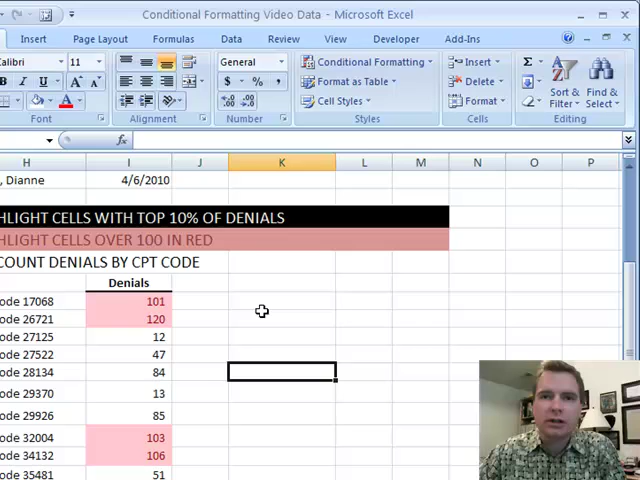 Conditional Formatting Video Data - Microsoft Excel
Insert Page Layout Formulas Data Review View Developer Add-Ins
Calibri 11 General Conditional Formatting Insert Σ
B I U $ % , Format as Table Delete Sort & Find &
A .0 .00 .00 .0 Cell Styles Format Filter Select
Font Alignment Number Styles Cells Editing
fx
H I J K L M N O P
, Dianne 4/6/2010
HLIGHT CELLS WITH TOP 10% OF DENIALS
HLIGHT CELLS OVER 100 IN RED
COUNT DENIALS BY CPT CODE
Denials
ode 17068 101
ode 26721 120
ode 27125 12
ode 27522 47
ode 28134 84
ode 29370 13
ode 29926 85
ode 32004 103
ode 34132 106
ode 35481 51